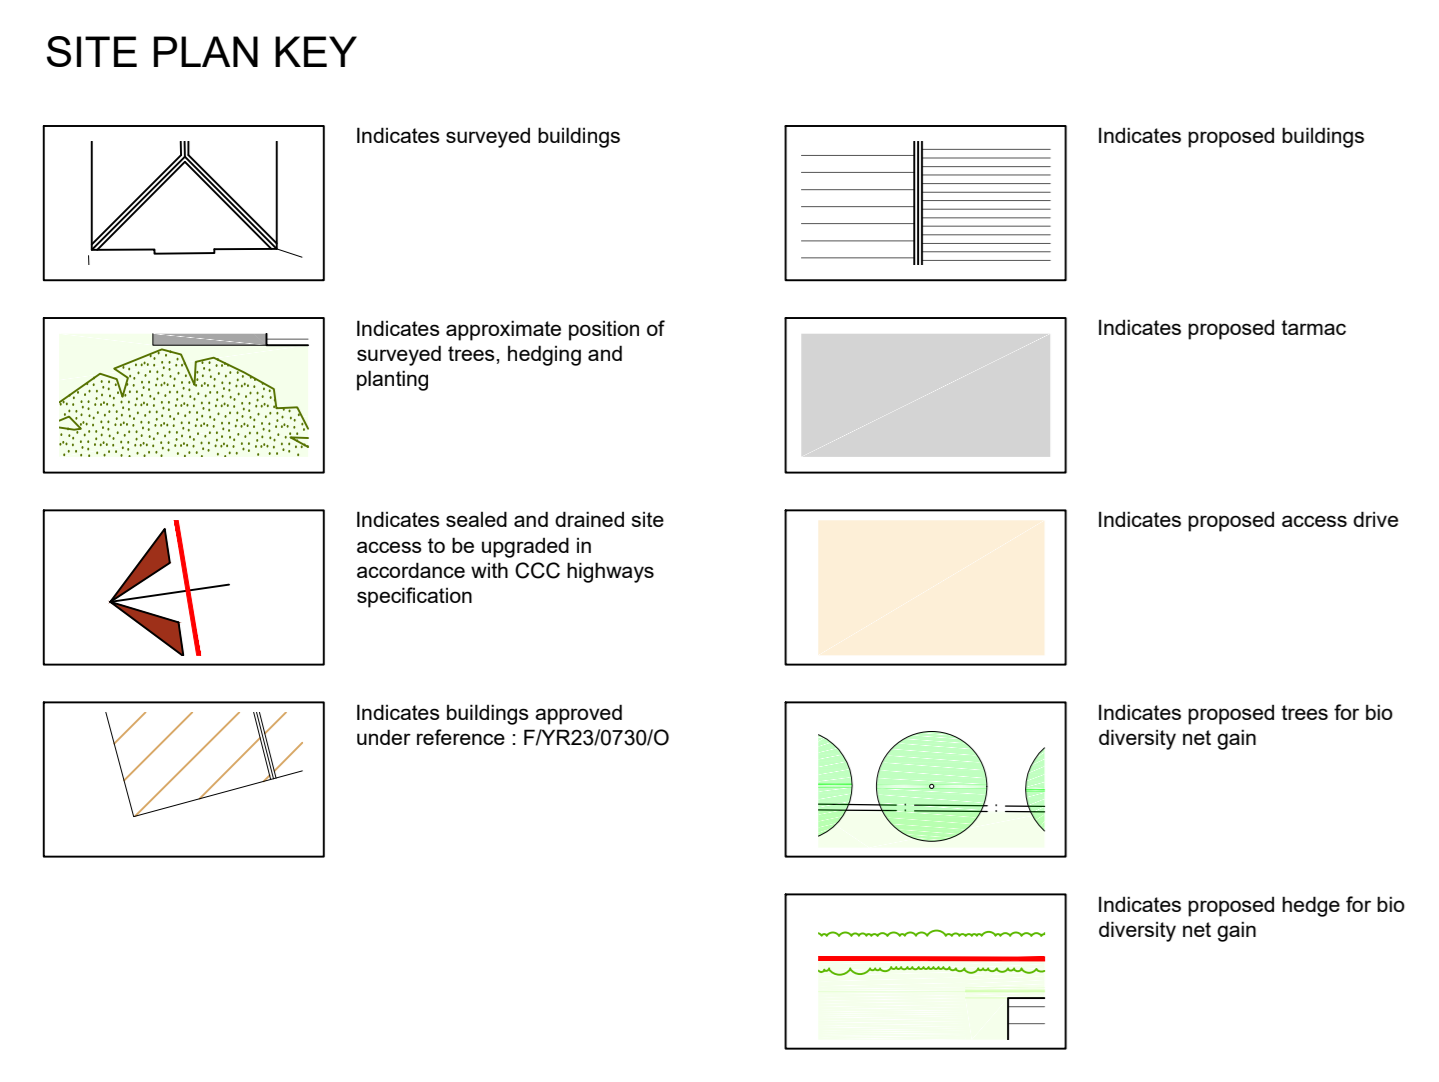 SITE PLAN KEY
Indicates surveyed buildings
Indicates approximate position of
surveyed trees, hedging and
planting
Indicates sealed and drained site
access to be upgraded in
accordance with CCC highways
specification
Indicates buildings approved
under reference : F/YR23/0730/O
Indicates proposed buildings
Indicates proposed tarmac
Indicates proposed access drive
Indicates proposed trees for bio
diversity net gain
Indicates proposed hedge for bio
diversity net gain